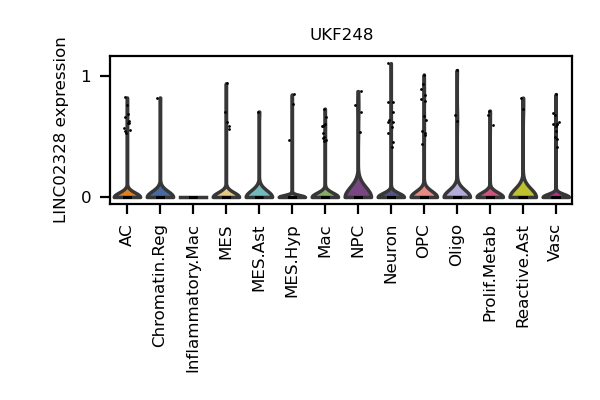 UKF248
LINC02328 expression
1
0
AC
Chromatin.Reg
Inflammatory.Mac
MES
MES.Ast
MES.Hyp
Mac
NPC
Neuron
OPC
Oligo
Prolif.Metab
Reactive.Ast
Vasc